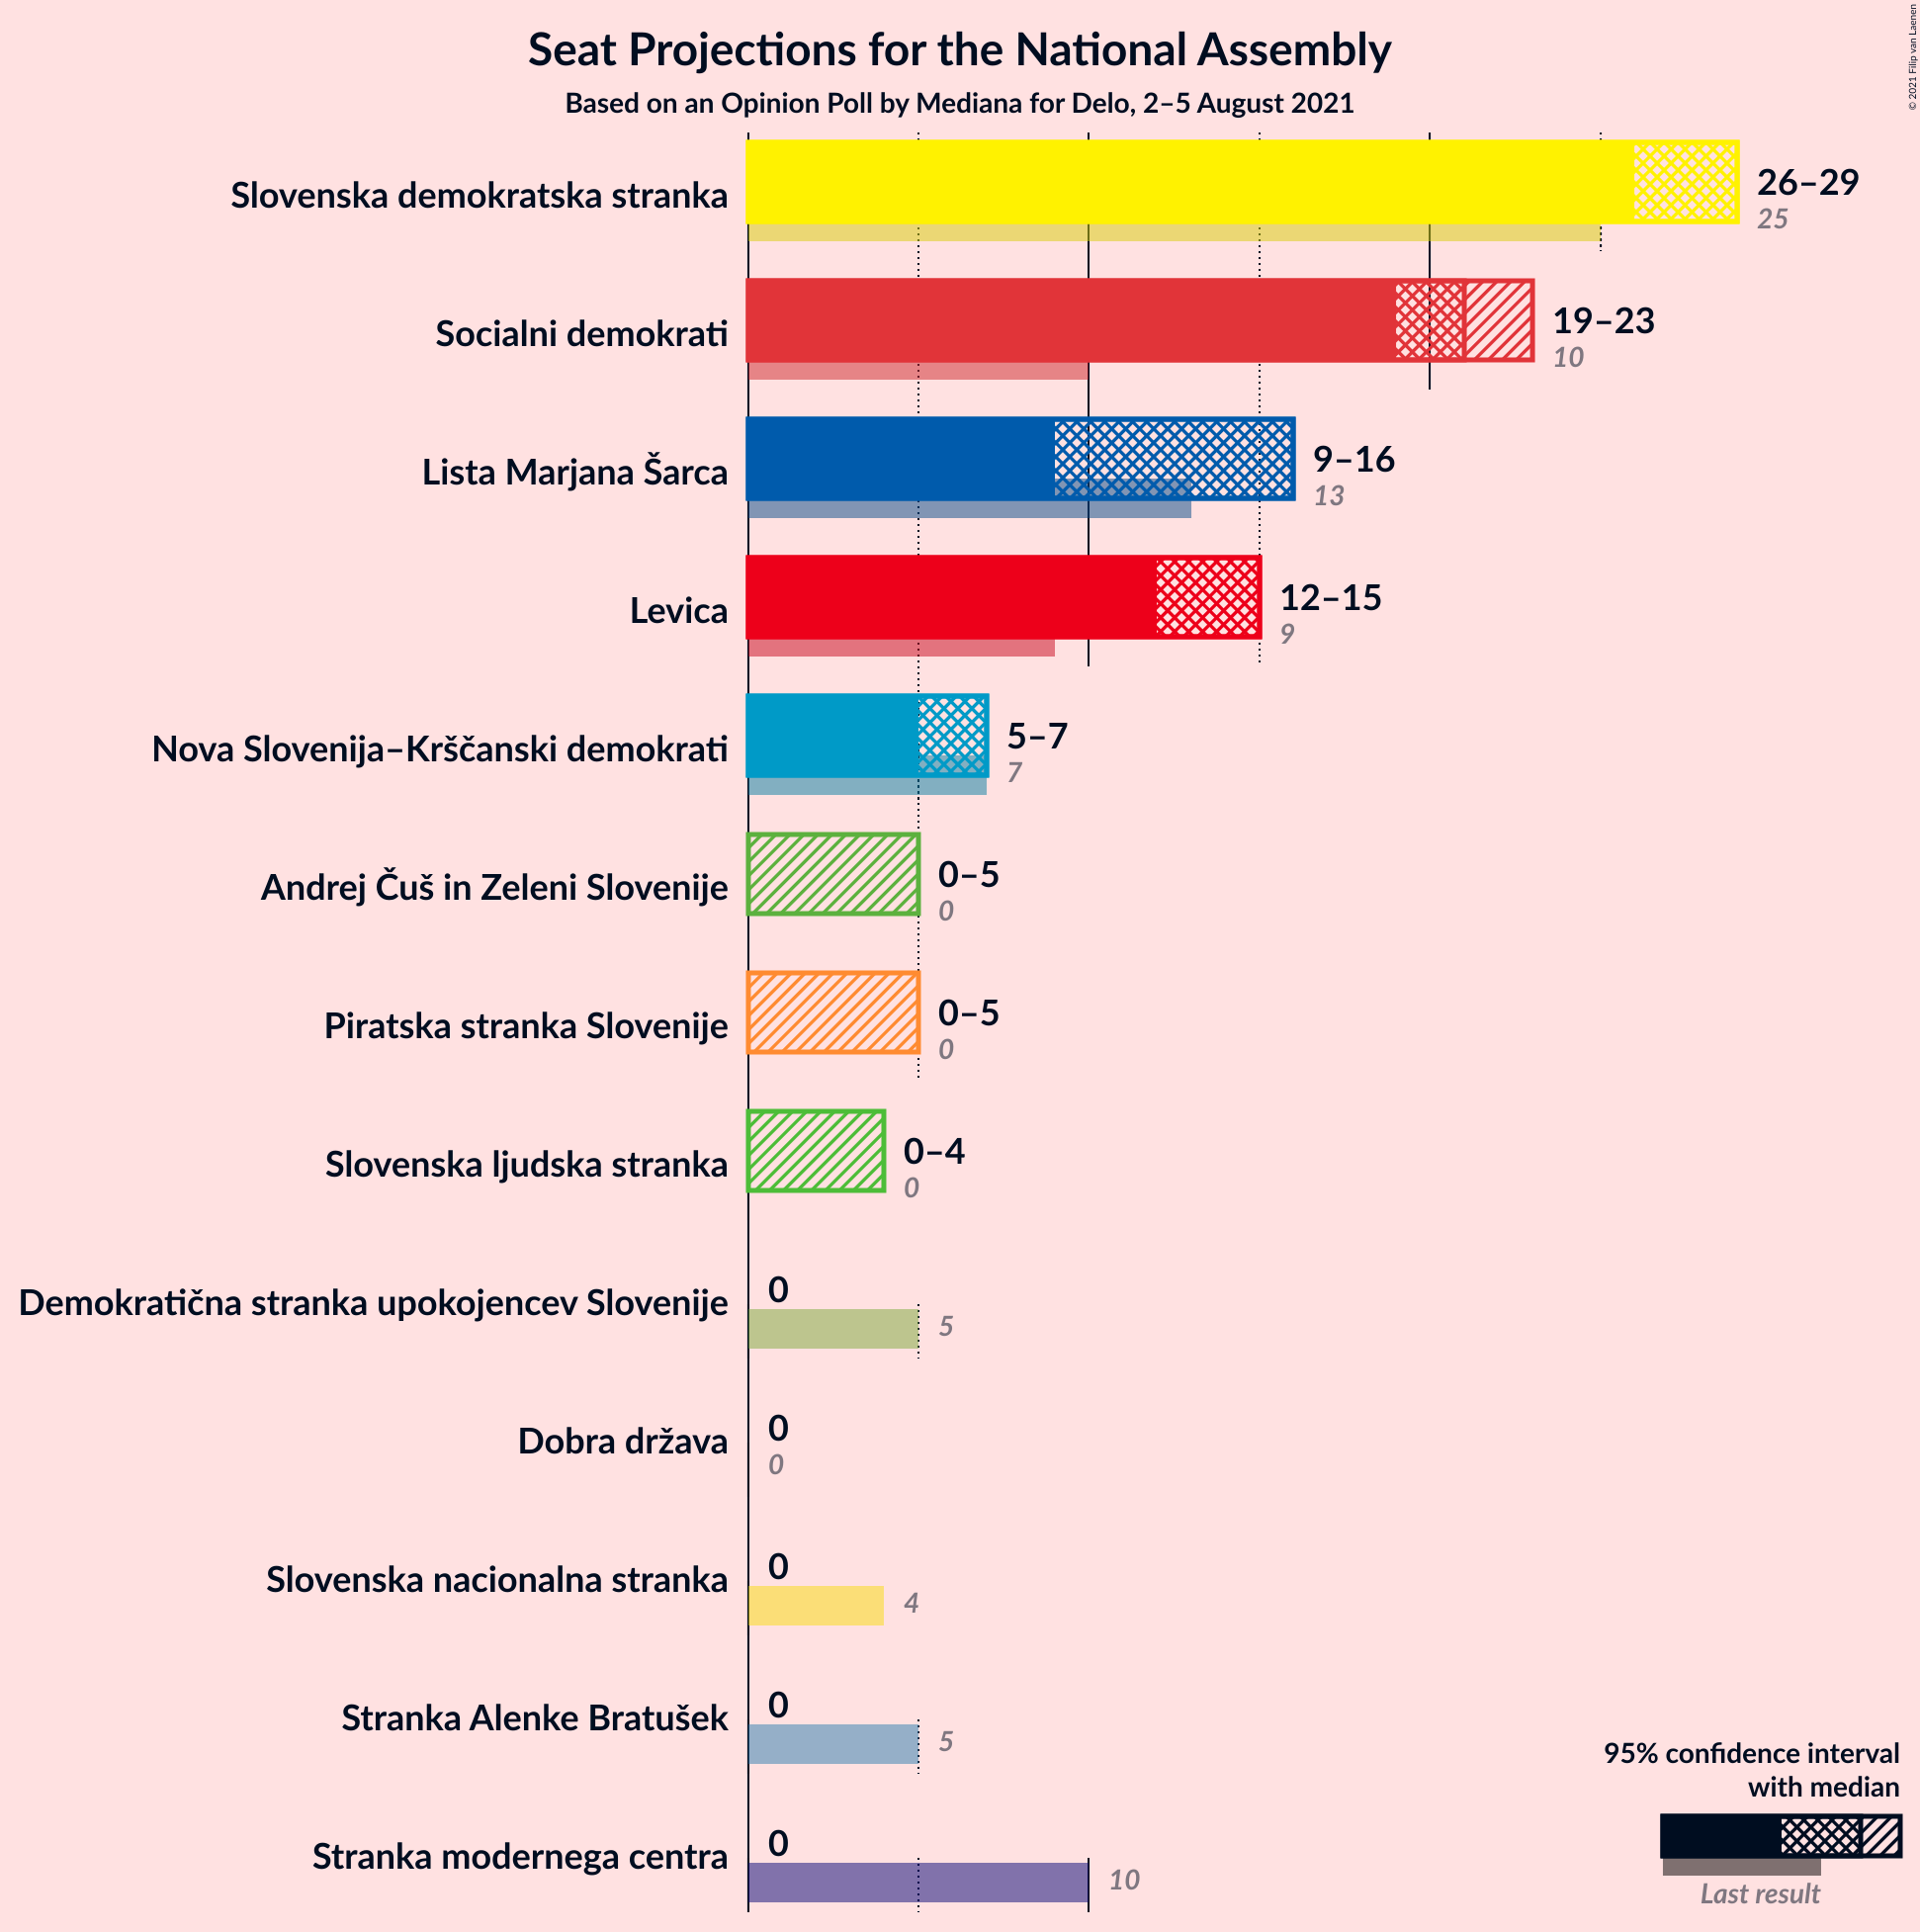 © 2021 Filip van Laenen
Seat Projections for the National Assembly
Based on an Opinion Poll by Mediana for Delo, 2–5 August 2021
Slovenska demokratska stranka
26–29
25
Socialni demokrati
19–23
10
Lista Marjana Šarca
9–16
13
Levica
12–15
9
Nova Slovenija–Krščanski demokrati
5–7
7
Andrej Čuš in Zeleni Slovenije
0–5
0
Piratska stranka Slovenije
0–5
0
Slovenska ljudska stranka
0–4
0
Demokratična stranka upokojencev Slovenije
0
5
Dobra država
0
0
Slovenska nacionalna stranka
0
4
Stranka Alenke Bratušek
0
5
Stranka modernega centra
0
10
95% confidence interval
with median
Last result